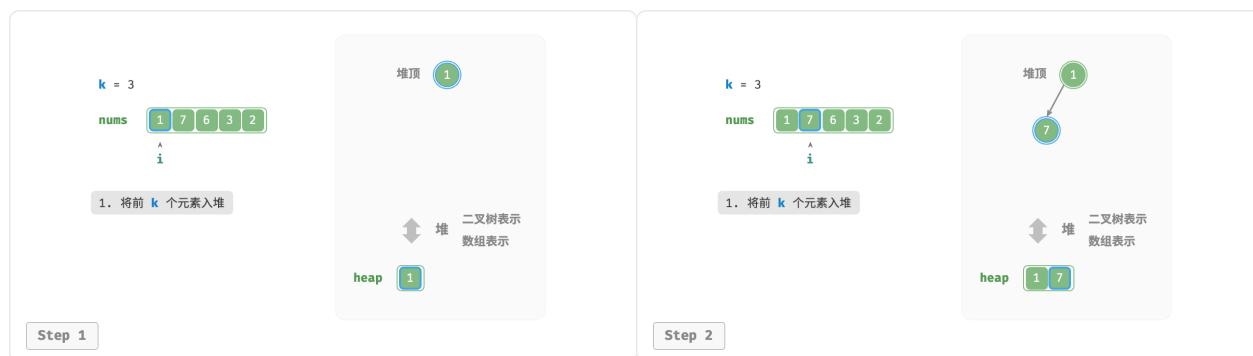 堆顶 1
k = 3
nums 1 7 6 3 2
7
i
1. 将前 k 个元素入堆
堆 二叉树表示
数组表示
heap 1
Step 1
堆顶 1
k = 3
nums 1 7 6 3 2
7
i
1. 将前 k 个元素入堆
堆 二叉树表示
数组表示
heap 1 7
Step 2